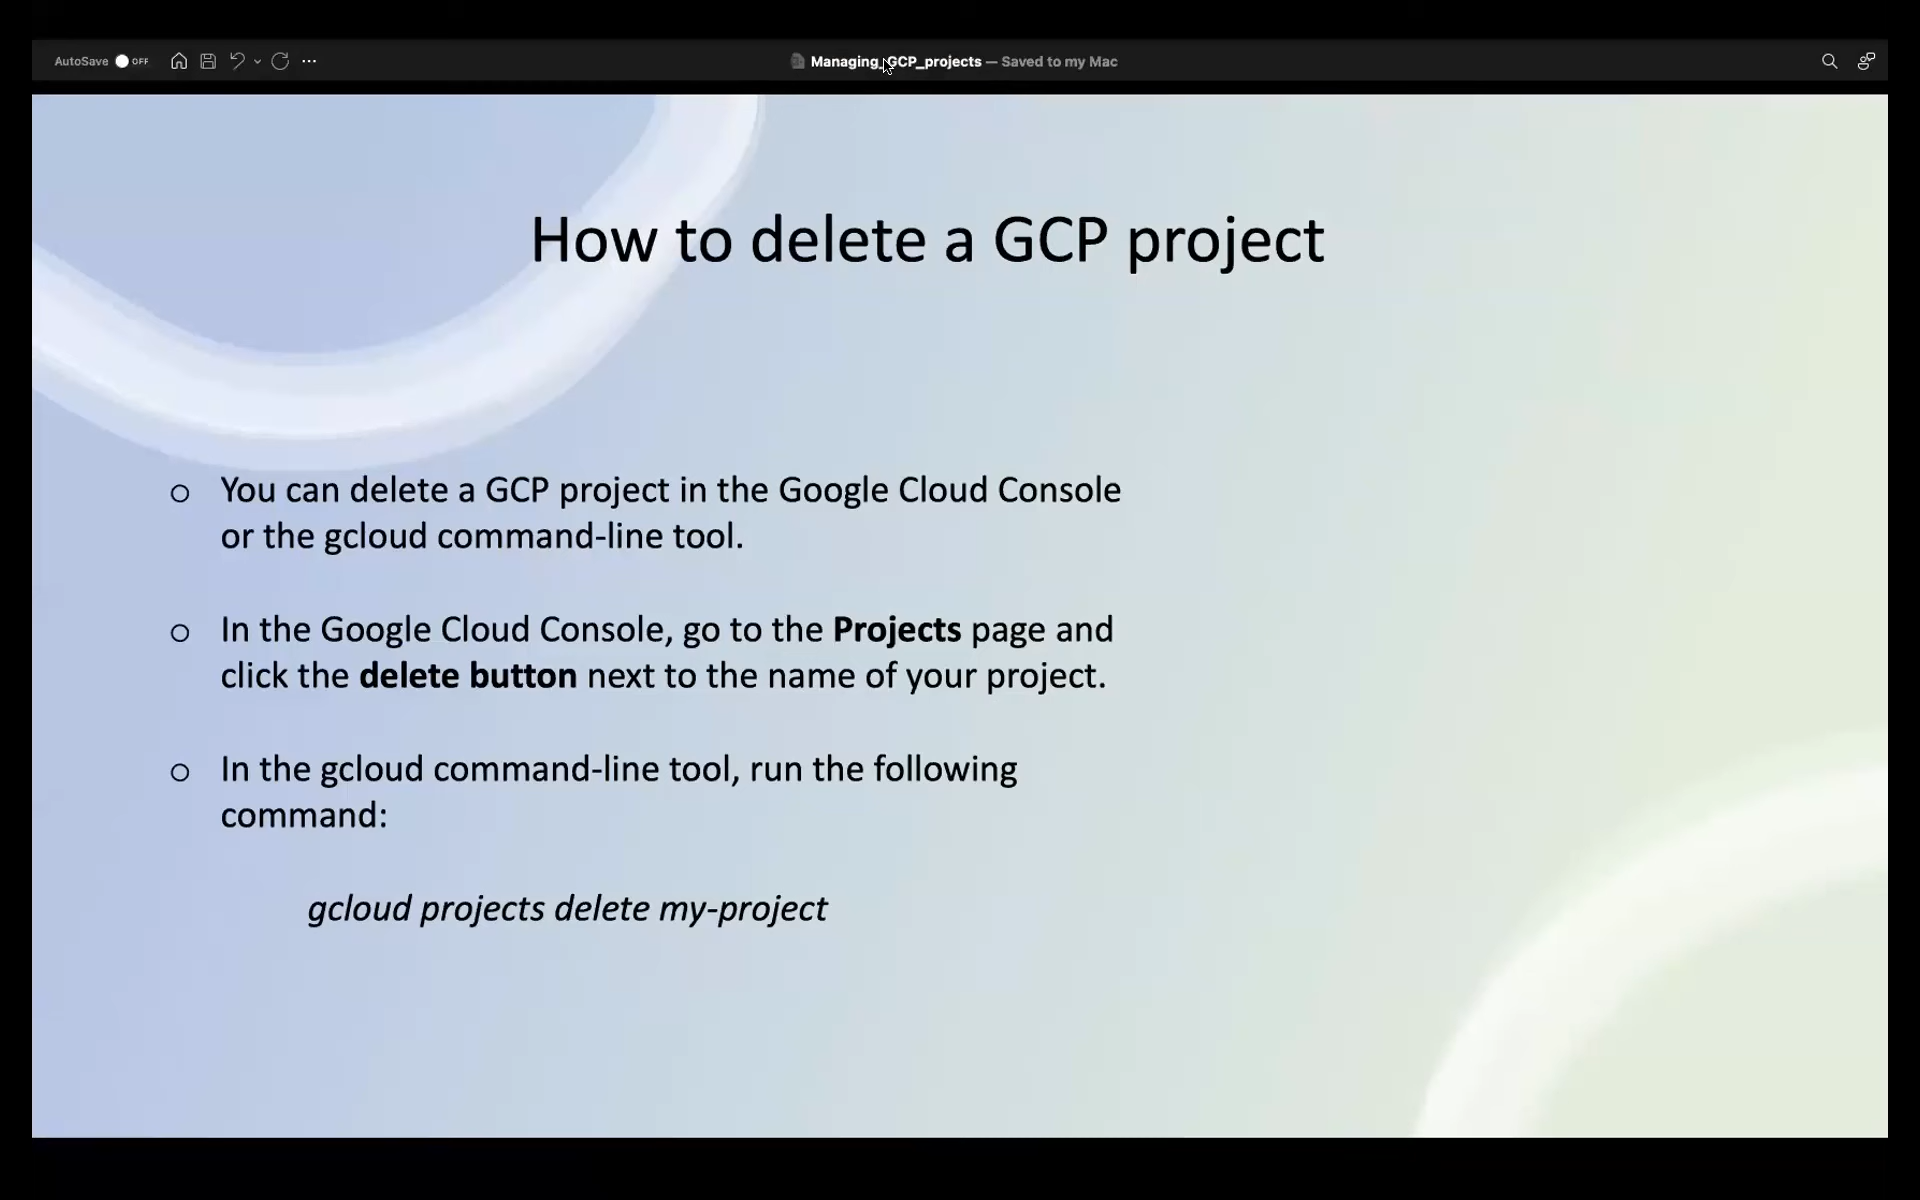 AutoSave OFF
Managing_GCP_projects — Saved to my Mac
How to delete a GCP project
You can delete a GCP project in the Google Cloud Console
or the gcloud command-line tool.
In the Google Cloud Console, go to the Projects page and
click the delete button next to the name of your project.
In the gcloud command-line tool, run the following
command:
gcloud projects delete my-project